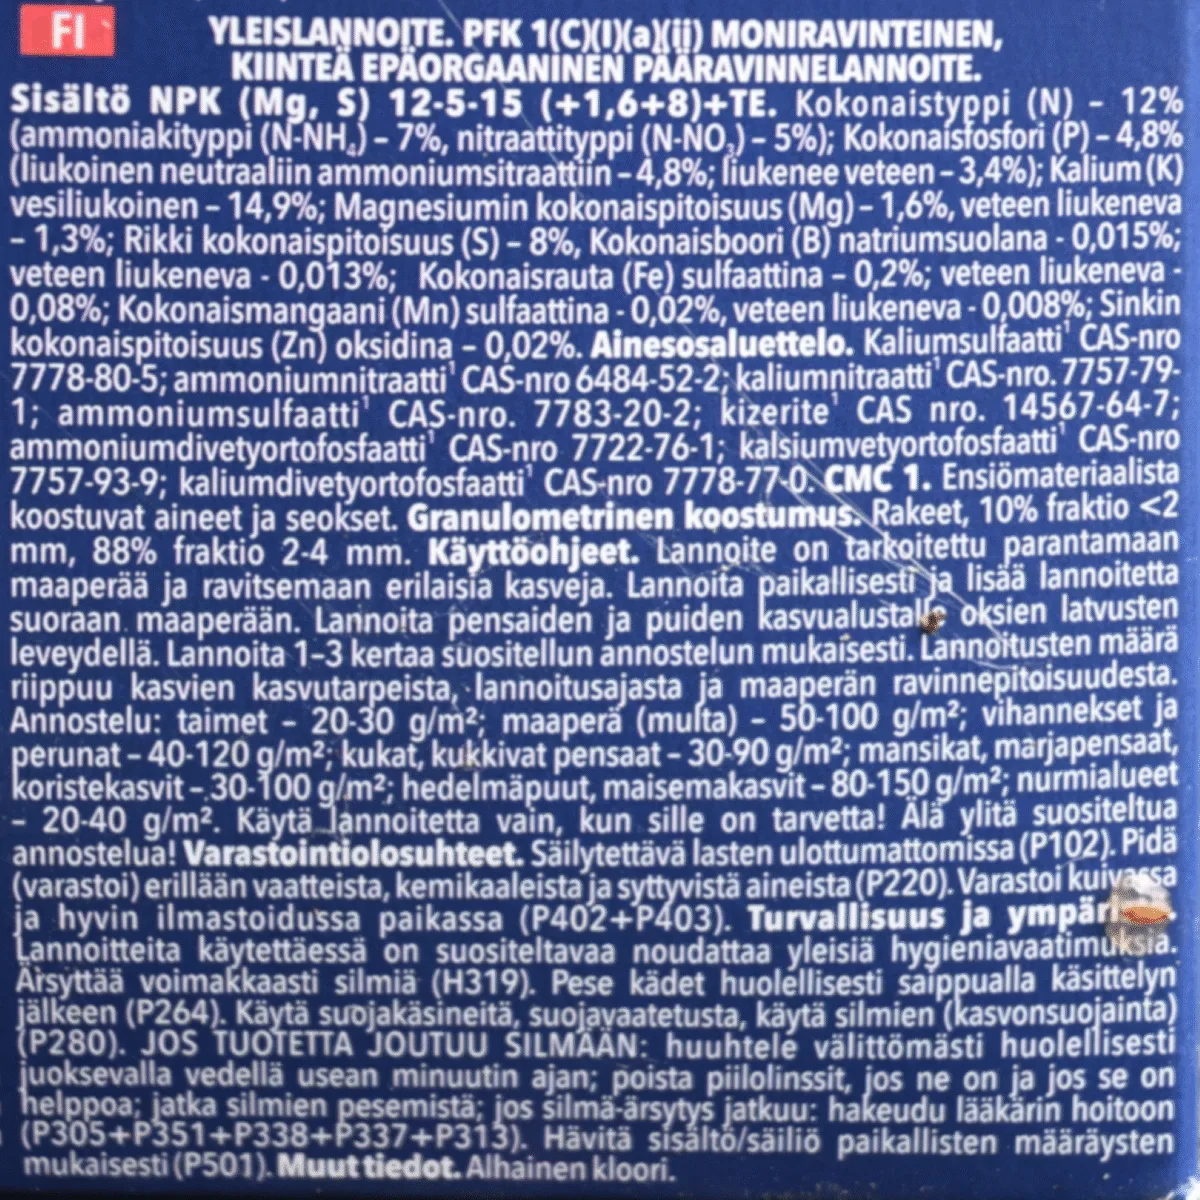 FI
YLEISLANNOITE. PFK 1(C)(I)(a)(ii) MONIRAVINTEINEN,
KIINTEÄ EPÄORGAANINEN PÄÄRAVINNELANNOITE.
Sisältö NPK (Mg, S) 12-5-15 (+1,6+8)+TE. Kokonaistyppi (N) – 12%
(ammoniakityppi (N-NH₄) – 7%, nitraattityppi (N-NO₃) – 5%); Kokonaisfosfori (P) – 4,8%
(liukoinen neutraaliin ammoniumsitraattiin – 4,8%; liukenee veteen – 3,4%); Kalium (K)
vesiliukoinen – 14,9%; Magnesiumin kokonaispitoisuus (Mg) – 1,6%, veteen liukeneva
– 1,3%; Rikki kokonaispitoisuus (S) – 8%, Kokonaisboori (B) natriumsuolana - 0,015%;
veteen liukeneva - 0,013%; Kokonaisrauta (Fe) sulfaattina – 0,2%; veteen liukeneva -
0,08%; Kokonaismangaani (Mn) sulfaattina - 0,02%, veteen liukeneva - 0,008%; Sinkin
kokonaispitoisuus (Zn) oksidina – 0,02%. Ainesosaluettelo. Kaliumsulfaatti¹ CAS-nro
7778-80-5; ammoniumnitraatti¹ CAS-nro 6484-52-2; kaliumnitraatti¹ CAS-nro. 7757-79-
1; ammoniumsulfaatti¹ CAS-nro. 7783-20-2; kizerite¹ CAS nro. 14567-64-7;
ammoniumdivetyortofosfaatti¹ CAS-nro 7722-76-1; kalsiumvetyortofosfaatti¹ CAS-nro
7757-93-9; kaliumdivetyortofosfaatti¹ CAS-nro 7778-77-0. CMC 1. Ensiömateriaalista
koostuvat aineet ja seokset. Granulometrinen koostumus. Rakeet, 10% fraktio <2
mm, 88% fraktio 2-4 mm. Käyttöohjeet. Lannoite on tarkoitettu parantamaan
maaperää ja ravitsemaan erilaisia kasveja. Lannoita paikallisesti ja lisää lannoitetta
suoraan maaperään. Lannoita pensaiden ja puiden kasvualustalle oksien latvusten
leveydellä. Lannoita 1–3 kertaa suositellun annostelun mukaisesti. Lannoitusten määrä
riippuu kasvien kasvutarpeista, lannoitusajasta ja maaperän ravinnepitoisuudesta.
Annostelu: taimet – 20-30 g/m²; maaperä (multa) – 50-100 g/m²; vihannekset ja
perunat – 40-120 g/m²; kukat, kukkivat pensaat – 30-90 g/m²; mansikat, marjapensaat,
koristekasvit – 30-100 g/m²; hedelmäpuut, maisemakasvit – 80-150 g/m²; nurmialueet
– 20-40 g/m². Käytä lannoitetta vain, kun sille on tarvetta! Älä ylitä suositeltua
annostelua! Varastointiolosuhteet. Säilytettävä lasten ulottumattomissa (P102). Pidä
(varastoi) erillään vaatteista, kemikaaleista ja syttyvistä aineista (P220). Varastoi kuivassa
ja hyvin ilmastoidussa paikassa (P402+P403). Turvallisuus ja
Lannoitteita käytettäessä on suositeltavaa noudattaa yleisiä hygieniavaatimuksia.
Ärsyttää voimakkaasti silmiä (H319). Pese kädet huolellisesti saippualla käsittelyn
jälkeen (P264). Käytä suojakäsineitä, suojavaatetusta, käytä silmien (kasvonsuojainta)
(P280). JOS TUOTETTA JOUTUU SILMÄÄN: huuhtele välittömästi huolellisesti
juoksevalla vedellä usean minuutin ajan; poista piilolinssit, jos ne on ja jos se on
helppoa; jatka silmien pesemistä; jos silmä-ärsytys jatkuu: hakeudu lääkärin hoitoon
(P305+P351+P338+P337+P313). Hävitä sisältö/säiliö paikallisten määräysten
mukaisesti (P501). Muut tiedot. Alhainen kloori.